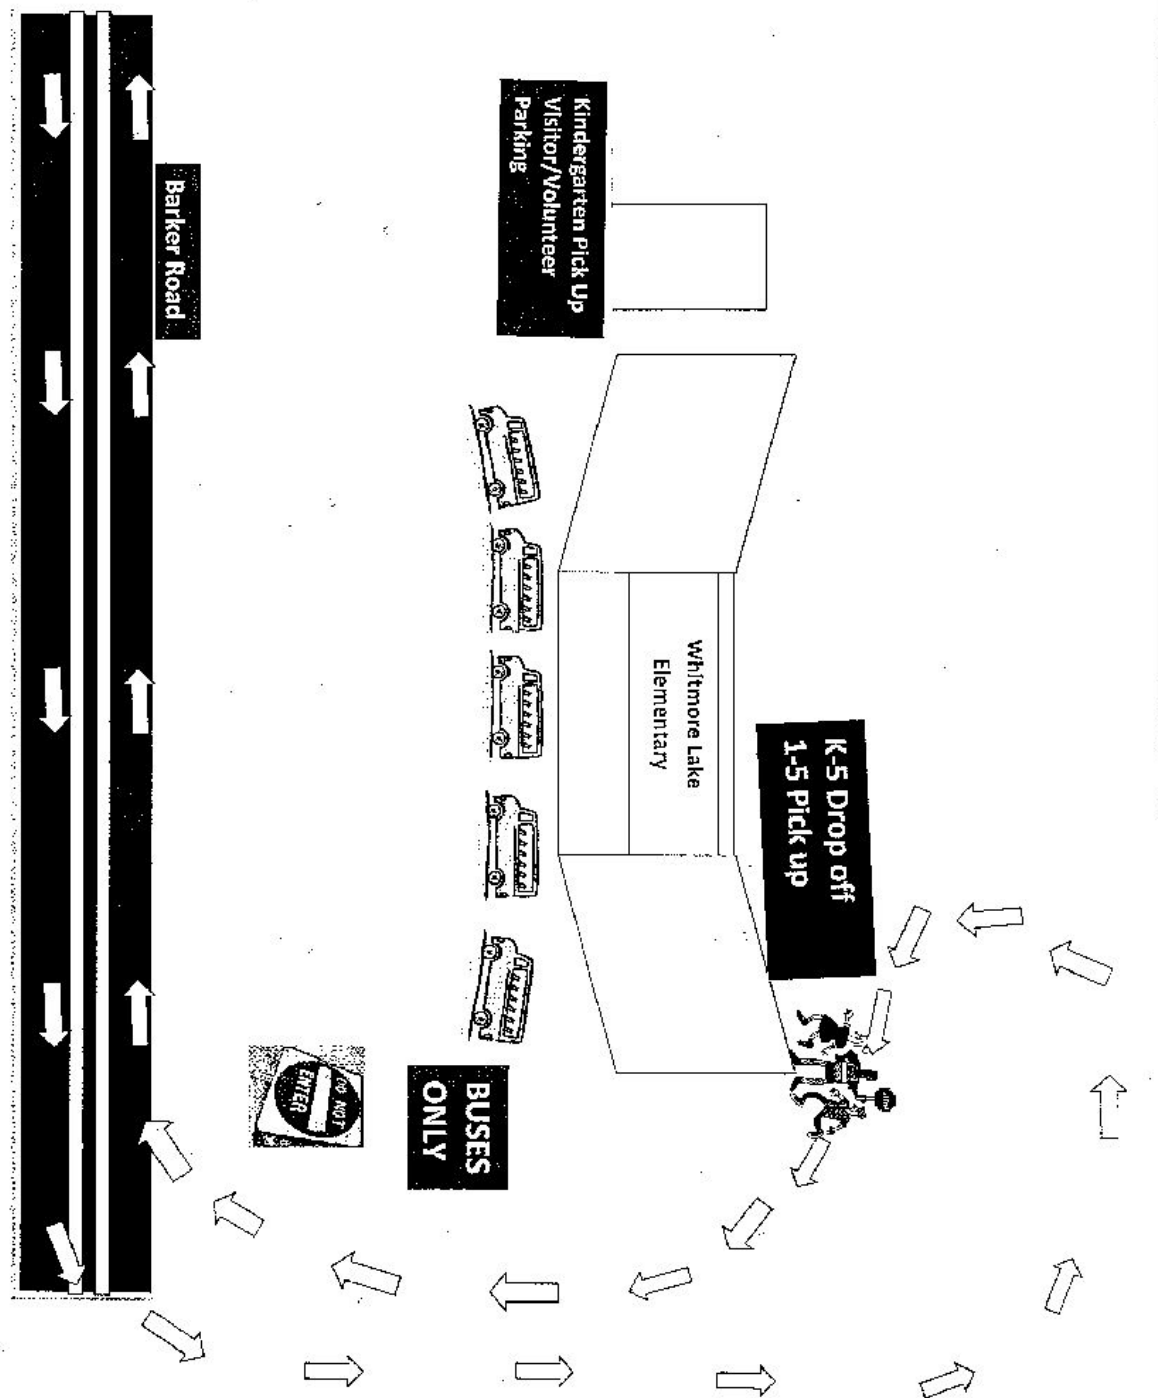 Barker Road
Kindergarten Pick Up
Visitor/Volunteer
Parking
Whitmore Lake
Elementary
K-5 Drop off
1-5 Pick up
BUSES
ONLY
DO NOT
ENTER